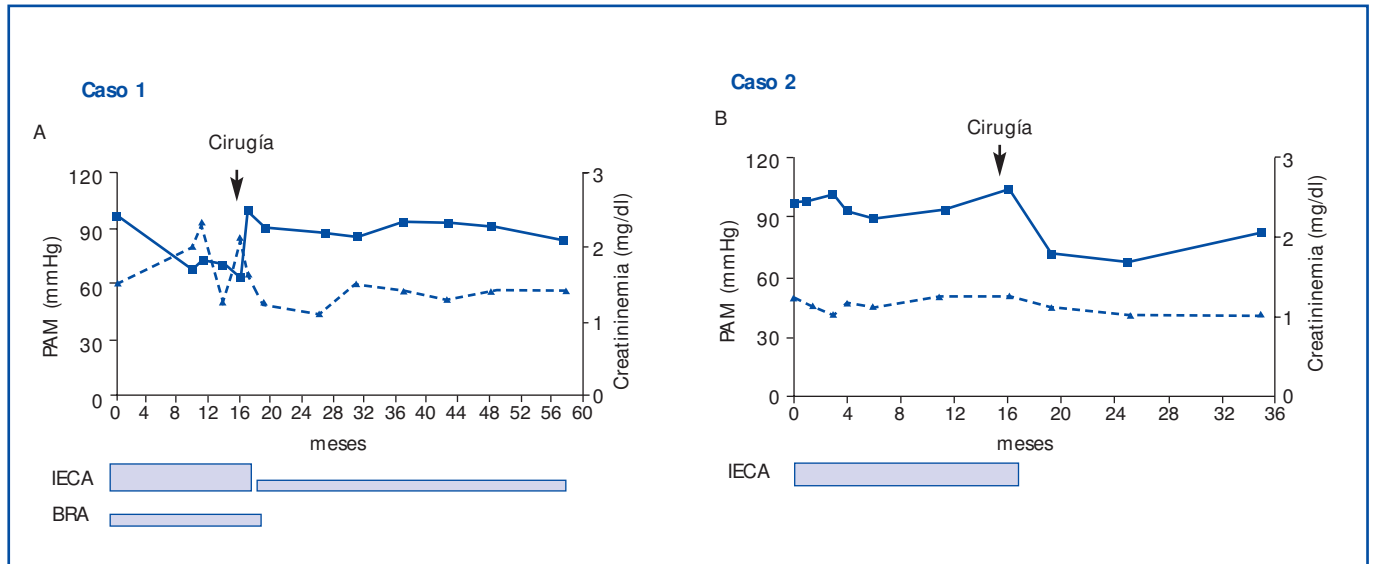 Caso 1
A
Cirugía
120
90
60
30
0
PAM (mmHg)
3
2
1
0
Creatininemia (mg/dl)
0 4 8 12 16 20 24 28 32 36 40 44 48 56 60
meses
IECA
BRA
Caso 2
B
Cirugía
120
90
60
30
0
PAM (mmHg)
3
2
1
0
Creatininemia (mg/dl)
0 4 8 12 16 20 24 28 32 36
meses
IECA